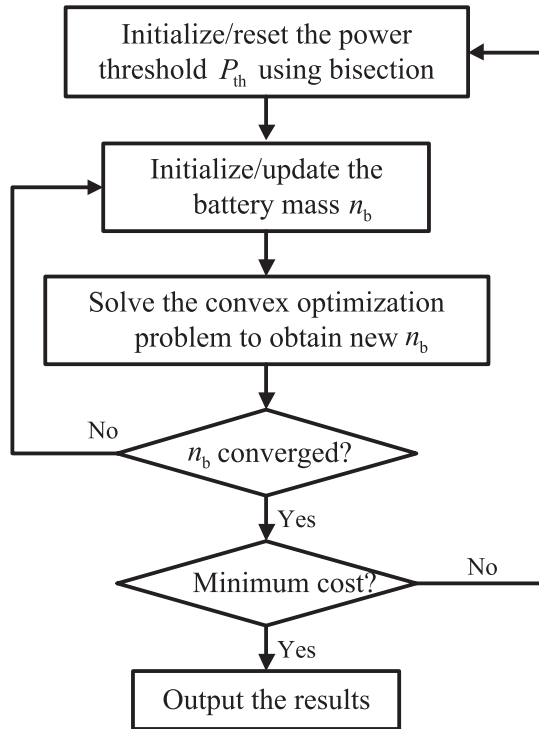 Initialize/reset the power
threshold P_th using bisection
Initialize/update the
battery mass n_b
Solve the convex optimization
problem to obtain new n_b
No
n_b converged?
Yes
Minimum cost?
No
Yes
Output the results